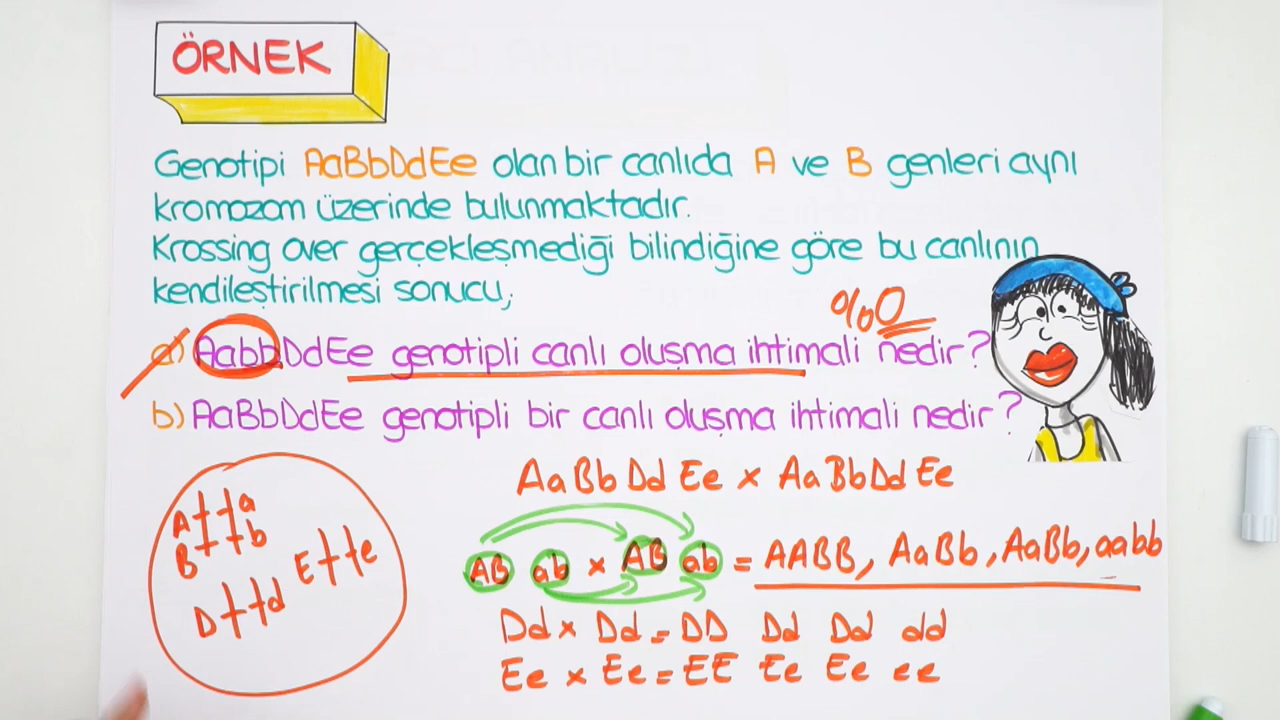 ÖRNEK
Genotipi AaBbDdEe olan bir canlıda A ve B genleri aynı
kromozom üzerinde bulunmaktadır.
Krossing over gerçekleşmediği bilindiğine göre bu canlının
kendileştirilmesi sonucu;
%0
a) AabbDdEe genotipli canlı oluşma ihtimali nedir?
b) AaBbDdEe genotipli bir canlı oluşma ihtimali nedir?
AaBbDdEe x AaBbDdEe
A a
B b
E e
D d
AB ab x AB ab = AABB, AaBb, AaBb, aabb
Dd x Dd = DD Dd Dd dd
Ee x Ee = EE Ee Ee ee